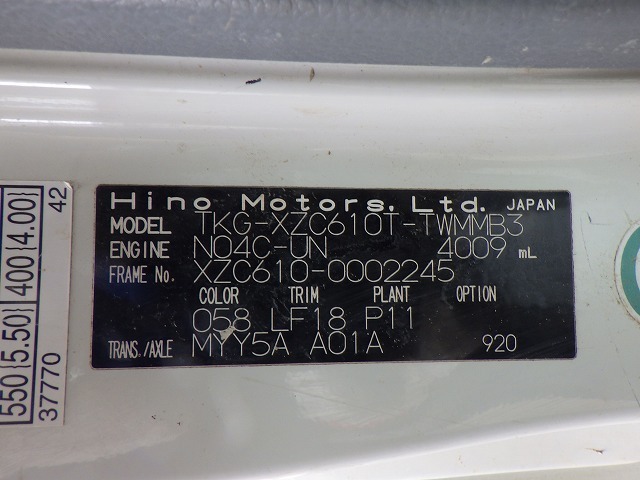 Hino Motors, Ltd. JAPAN
MODEL TKG-XZC610T-TWMMB3
ENGINE N04C-UN 4009 mL
FRAME No. XZC610-0002245
COLOR TRIM PLANT OPTION
058 LF18 P11
TRANS./AXLE MYY5A A01A 920
550 (5.50) 400 (4.00)
37770 42